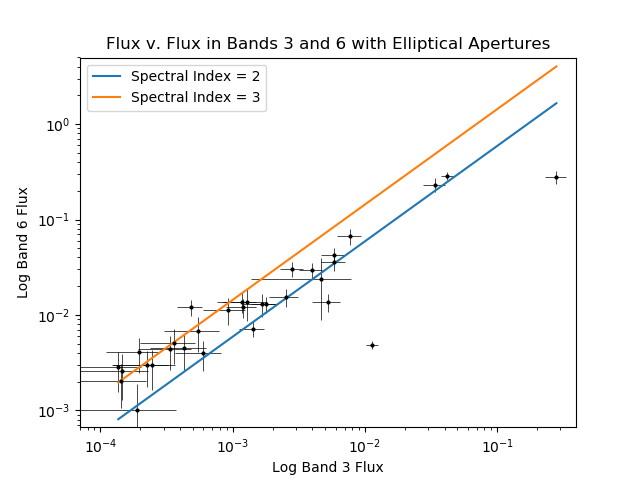 Flux v. Flux in Bands 3 and 6 with Elliptical Apertures
Spectral Index = 2
Spectral Index = 3
Log Band 6 Flux
10⁰
10⁻¹
10⁻²
10⁻³
10⁻⁴
10⁻³
10⁻²
10⁻¹
Log Band 3 Flux